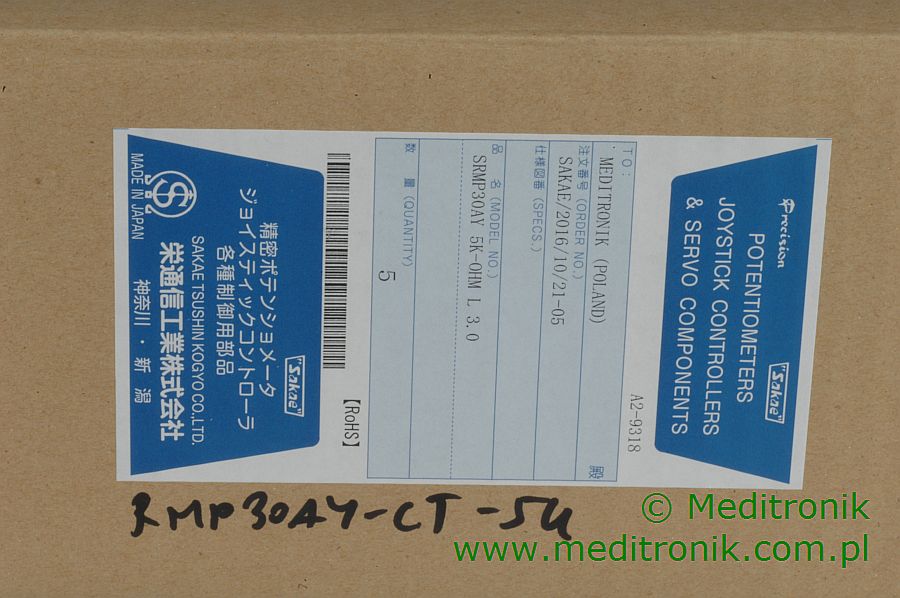 Precision
POTENTIOMETERS
JOYSTICK CONTROLLERS
& SERVO COMPONENTS
"Sakae"
A2-9318
TO:
MEDITRONIK (POLAND)
殿
注文番号 (ORDER NO.)
SAKAE/2016/10/21-05
仕様図番 (SPECS.)
品 名 (MODEL NO.)
SRMP30AY 5K-OHM L 3.0
数 量 (QUANTITY)
5
【RoHS】
"Sakae"
精密ポテンショメータ
ジョイスティックコントローラ
各種制御用部品
SAKAE TSUSHIN KOGYO CO.,LTD.
栄通信工業株式会社
MADE IN JAPAN
神奈川・新潟
RMP30AY-CT-5K
© Meditronik
www.meditronik.com.pl